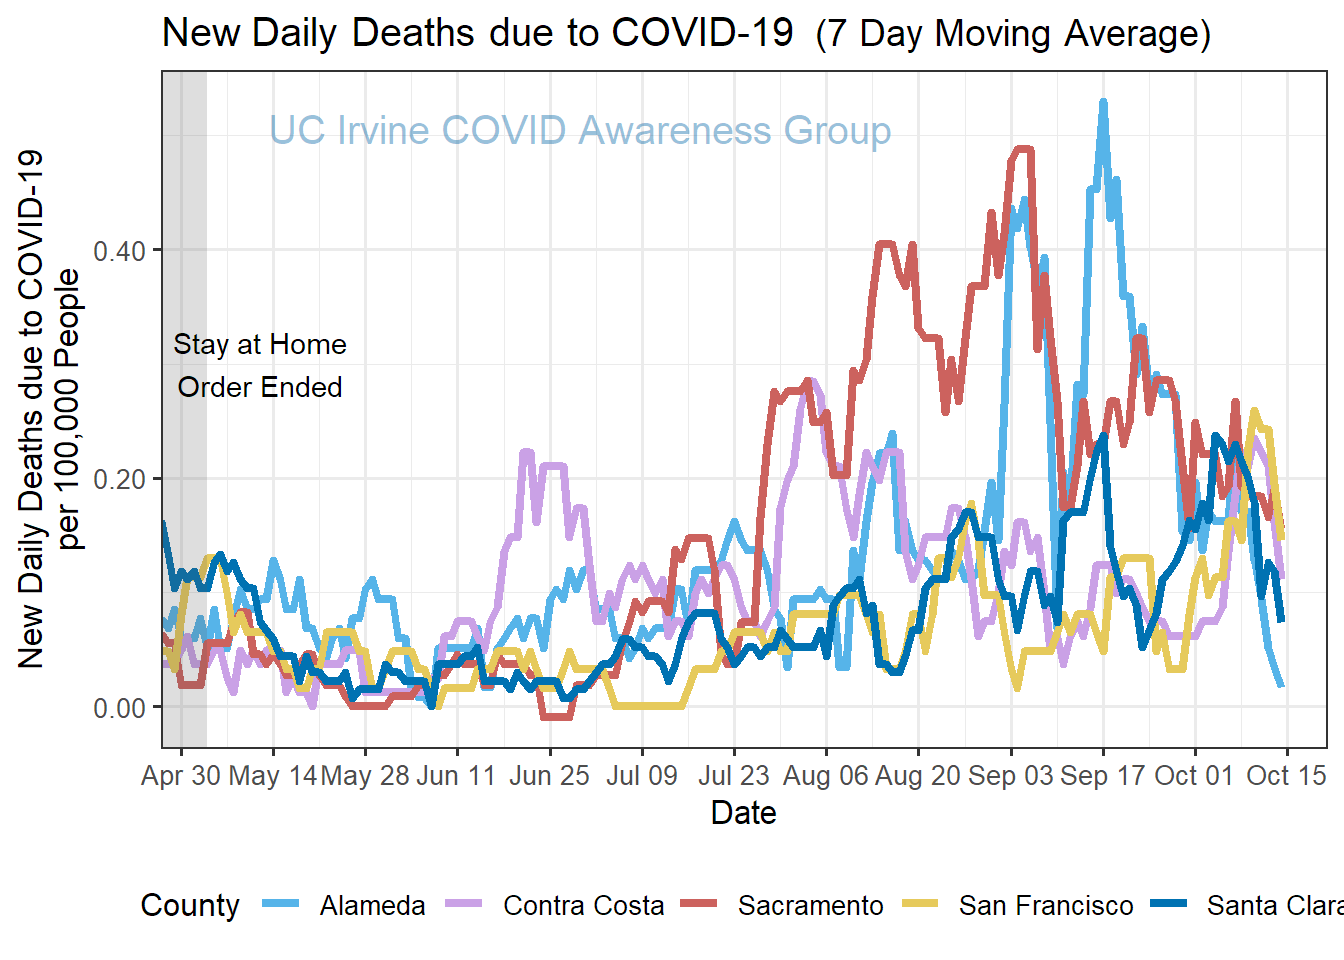 New Daily Deaths due to COVID-19 (7 Day Moving Average)
UC Irvine COVID Awareness Group
New Daily Deaths due to COVID-19
per 100,000 People
0.40
0.20
0.00
Stay at Home
Order Ended
Apr 30 May 14 May 28 Jun 11 Jun 25 Jul 09 Jul 23 Aug 06 Aug 20 Sep 03 Sep 17 Oct 01 Oct 15
Date
County Alameda Contra Costa Sacramento San Francisco Santa Clara